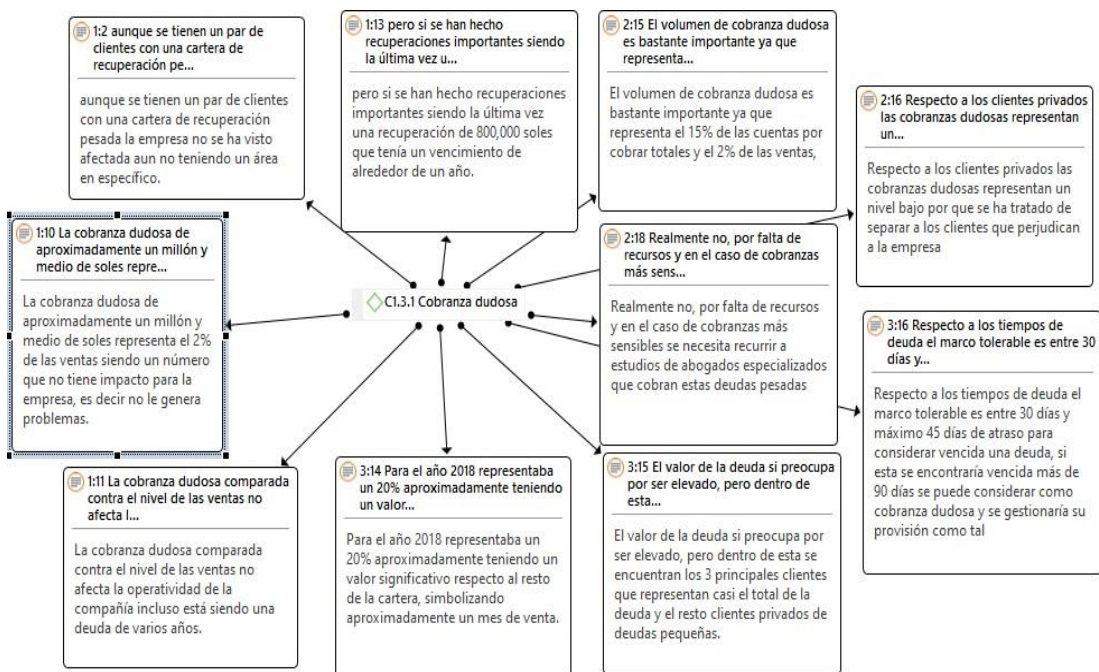 1:2 aunque se tienen un par de
clientes con una cartera de
recuperación pe...
aunque se tienen un par de clientes
con una cartera de recuperación
pesada la empresa no se ha visto
afectada aun no teniendo un área
en específico.
1:13 pero si se han hecho
recuperaciones importantes siendo
la última vez u...
pero si se han hecho recuperaciones
importantes siendo la última vez
una recuperación de 800,000 soles
que tenía un vencimiento de
alrededor de un año.
2:15 El volumen de cobranza dudosa
es bastante importante ya que
representa...
El volumen de cobranza dudosa es
bastante importante ya que
representa el 15% de las cuentas por
cobrar totales y el 2% de las ventas,
2:16 Respecto a los clientes privados
las cobranzas dudosas representan
un...
Respecto a los clientes privados las
cobranzas dudosas representan un
nivel bajo por que se ha tratado de
separar a los clientes que perjudican
a la empresa
1:10 La cobranza dudosa de
aproximadamente un millón y
medio de soles repre...
La cobranza dudosa de
aproximadamente un millón y
medio de soles representa el 2%
de las ventas siendo un número
que no tiene impacto para la
empresa, es decir no le genera
problemas.
C1.3.1 Cobranza dudosa
2:18 Realmente no, por falta de
recursos y en el caso de cobranzas
más sens...
Realmente no, por falta de recursos
y en el caso de cobranzas más
sensibles se necesita recurrir a
estudios de abogados especializados
que cobran estas deudas pesadas
3:16 Respecto a los tiempos de
deuda el marco tolerable es entre 30
días y...
Respecto a los tiempos de deuda el
marco tolerable es entre 30 días y
máximo 45 días de atraso para
considerar vencida una deuda, si
esta se encontraría vencida más de
90 días se puede considerar como
cobranza dudosa y se gestionaría su
provisión como tal
1:11 La cobranza dudosa comparada
contra el nivel de las ventas no
afecta l...
La cobranza dudosa comparada
contra el nivel de las ventas no
afecta la operatividad de la
compañía incluso está siendo una
deuda de varios años.
3:14 Para el año 2018 representaba
un 20% aproximadamente teniendo
un valor...
Para el año 2018 representaba un
20% aproximadamente teniendo un
valor significativo respecto al resto
de la cartera, simbolizando
aproximadamente un mes de venta.
3:15 El valor de la deuda si preocupa
por ser elevado, pero dentro de
esta...
El valor de la deuda si preocupa por
ser elevado, pero dentro de esta se
encuentran los 3 principales clientes
que representan casi el total de la
deuda y el resto clientes privados de
deudas pequeñas.